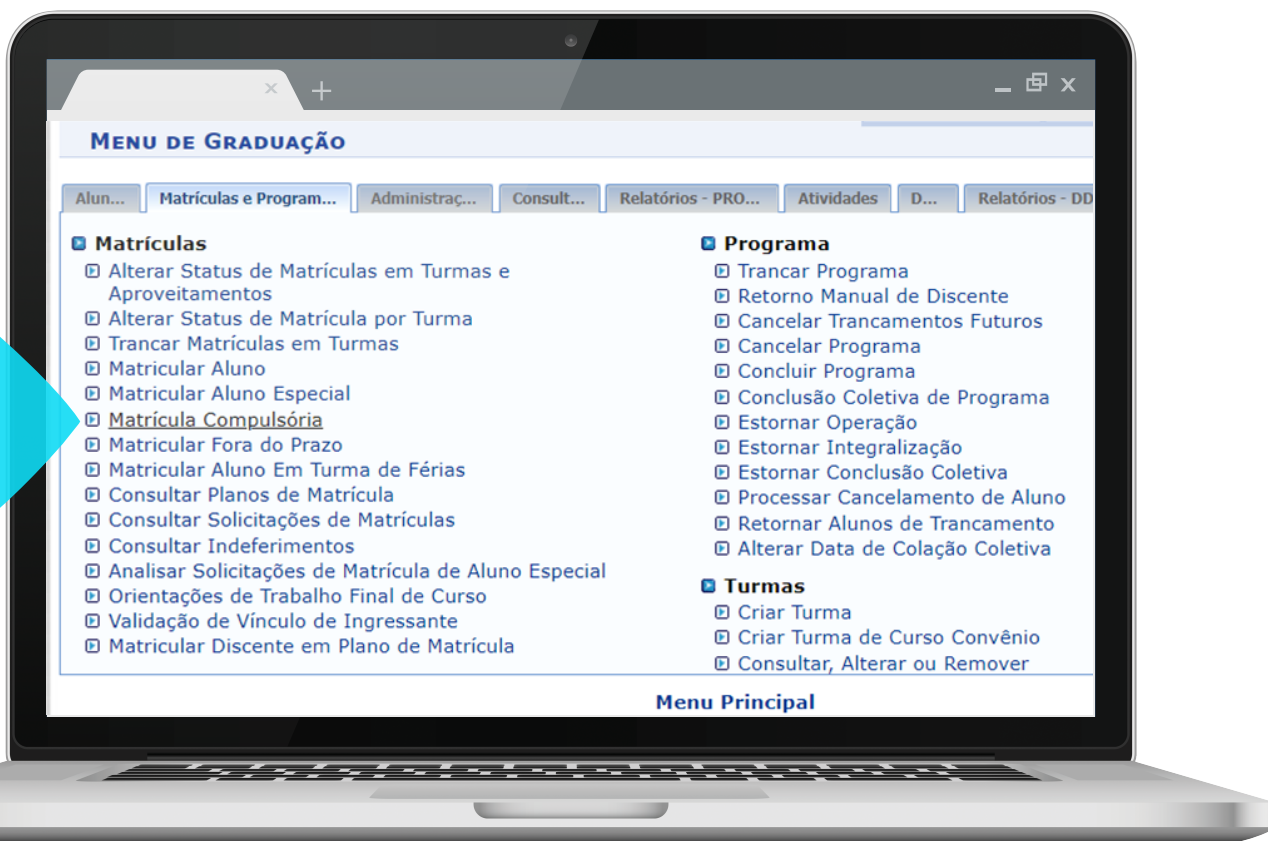 Menu de Graduação
Alun...
Matrículas e Program...
Administraç...
Consult...
Relatórios - PRO...
Atividades
D...
Relatórios - DD
Matrículas
Alterar Status de Matrículas em Turmas e
Aproveitamentos
Alterar Status de Matrícula por Turma
Trancar Matrículas em Turmas
Matricular Aluno
Matricular Aluno Especial
Matrícula Compulsória
Matricular Fora do Prazo
Matricular Aluno Em Turma de Férias
Consultar Planos de Matrícula
Consultar Solicitações de Matrículas
Consultar Indeferimentos
Analisar Solicitações de Matrícula de Aluno Especial
Orientações de Trabalho Final de Curso
Validação de Vínculo de Ingressante
Matricular Discente em Plano de Matrícula
Programa
Trancar Programa
Retorno Manual de Discente
Cancelar Trancamentos Futuros
Cancelar Programa
Concluir Programa
Conclusão Coletiva de Programa
Estornar Operação
Estornar Integralização
Estornar Conclusão Coletiva
Processar Cancelamento de Aluno
Retornar Alunos de Trancamento
Alterar Data de Colação Coletiva
Turmas
Criar Turma
Criar Turma de Curso Convênio
Consultar, Alterar ou Remover
Menu Principal